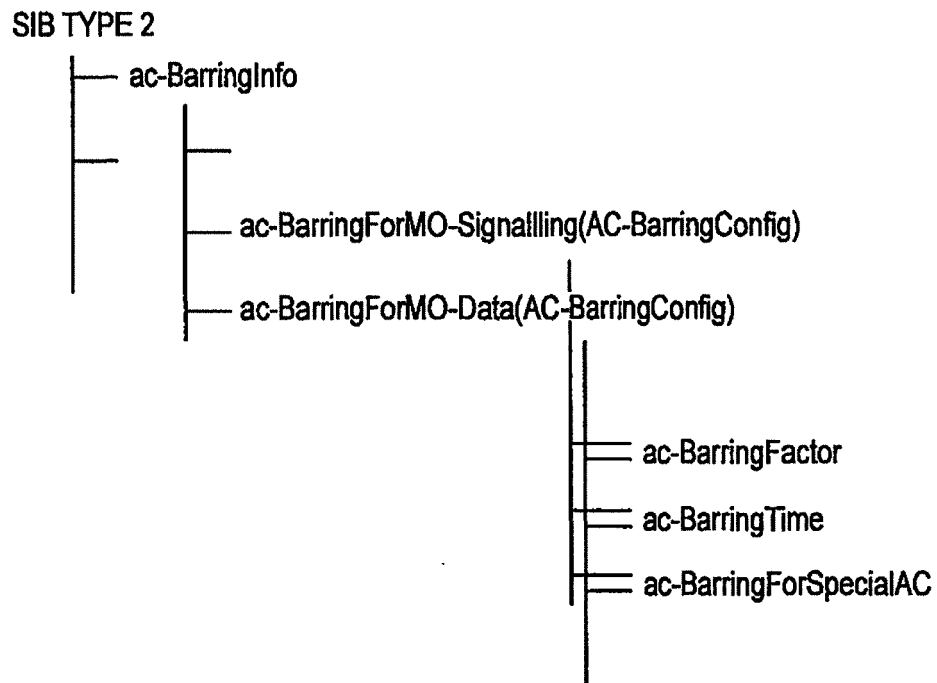 SIB TYPE 2
ac-BarringInfo
ac-BarringForMO-Signallling(AC-BarringConfig)
ac-BarringForMO-Data(AC-BarringConfig)
ac-BarringFactor
ac-BarringTime
ac-BarringForSpecialAC